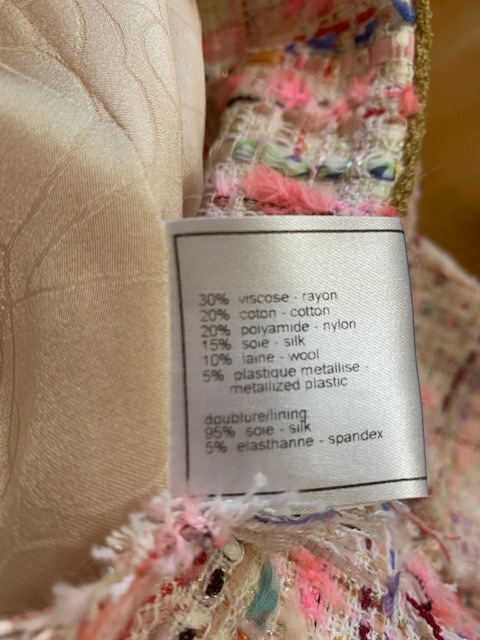 30% viscose - rayon
20% coton - cotton
20% polyamide - nylon
15% soie - silk
10% laine - wool
5% plastique metallise -
metallized plastic
doublure/lining
95% soie - silk
5% elasthanne - spandex